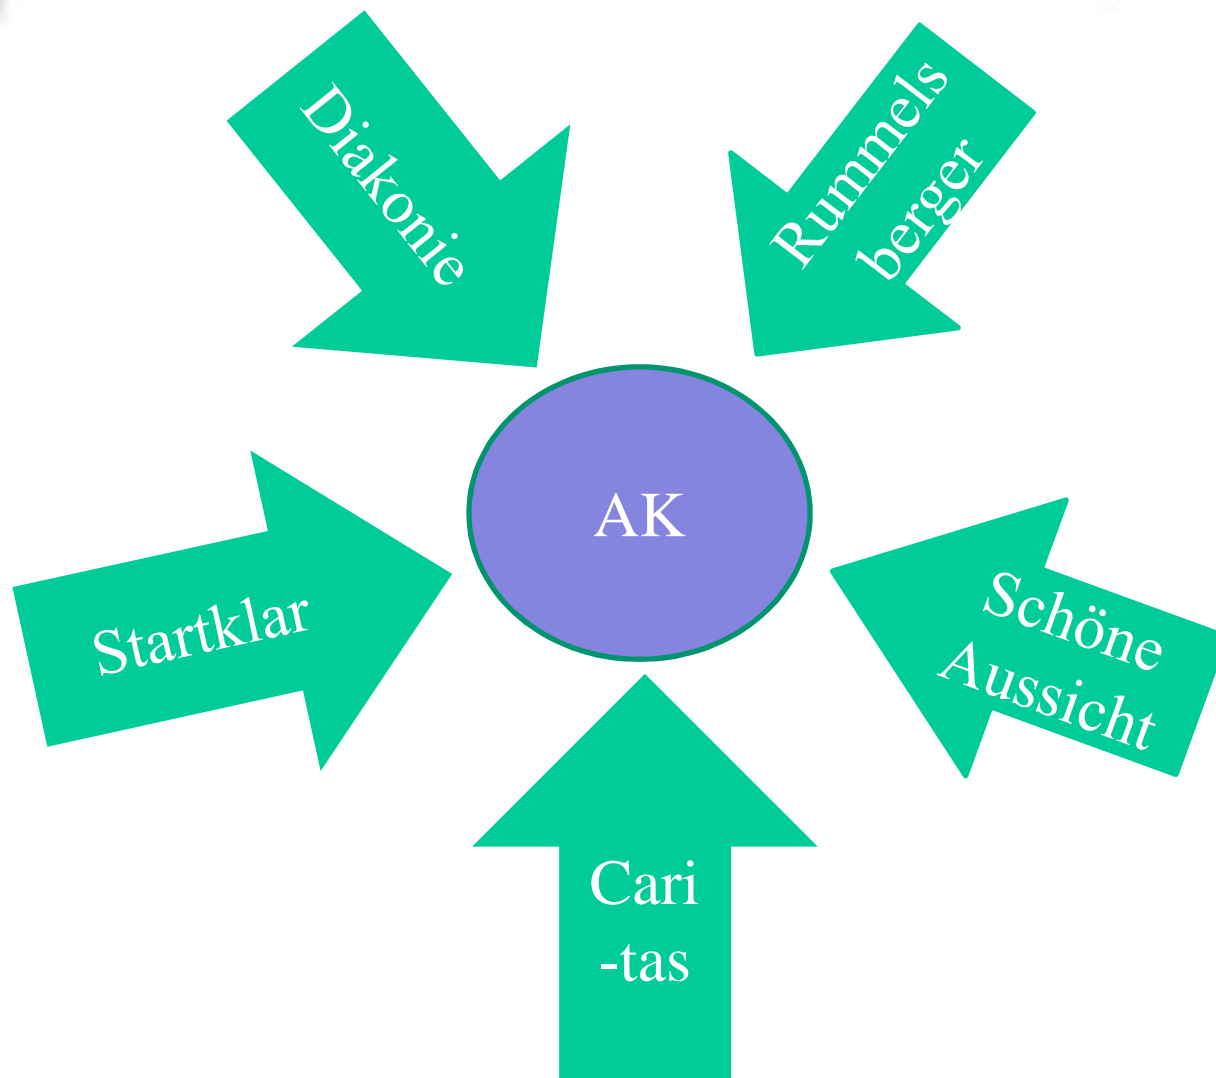 Diakonie
Rummels
berger
AK
Startklar
Schöne
Aussicht
Cari
-tas